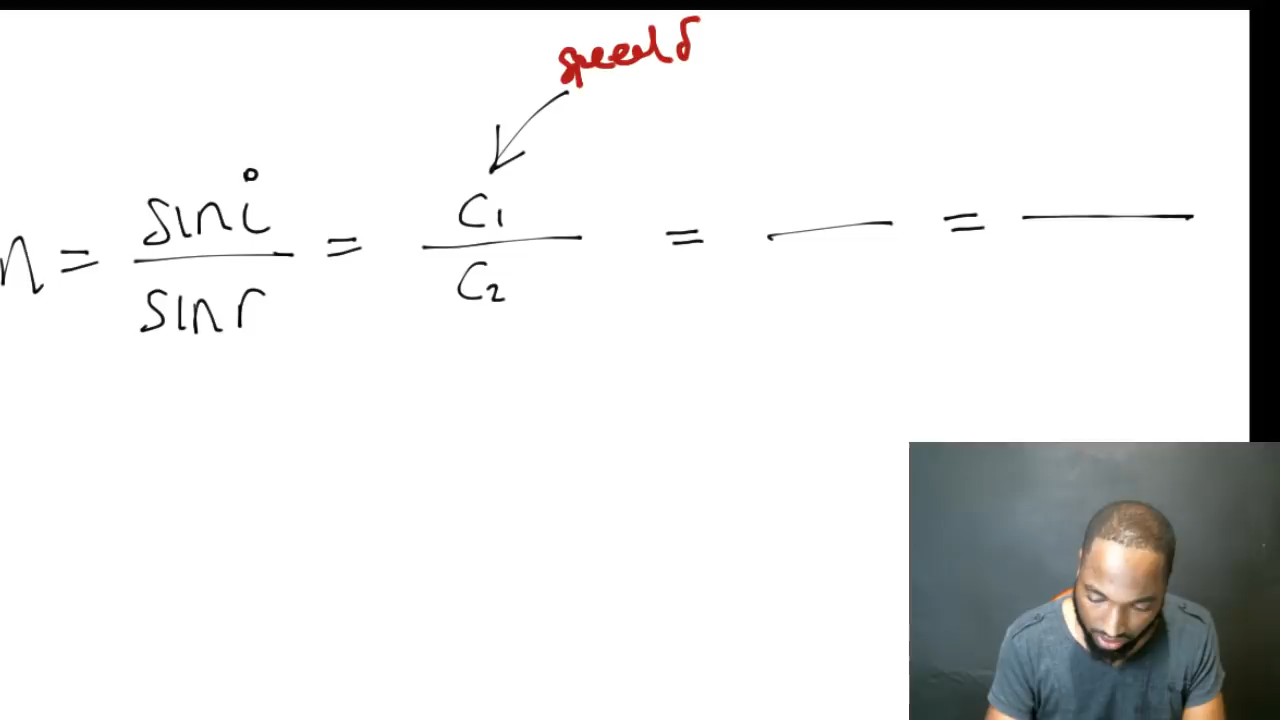 speeds
n = sin i / sin r = C1 / C2 = ___ = ___